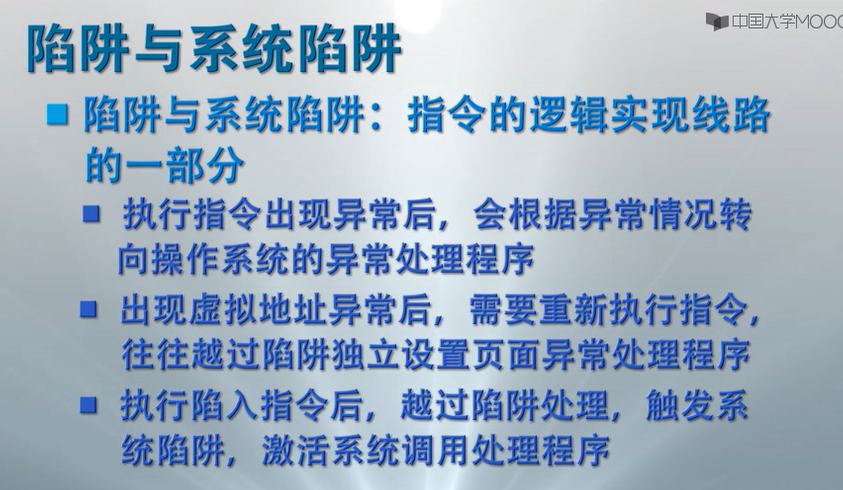 中国大学MOOC
陷阱与系统陷阱
陷阱与系统陷阱：指令的逻辑实现线路
的一部分
执行指令出现异常后，会根据异常情况转
向操作系统的异常处理程序
出现虚拟地址异常后，需要重新执行指令，
往往越过陷阱独立设置页面异常处理程序
执行陷入指令后，越过陷阱处理，触发系
统陷阱，激活系统调用处理程序